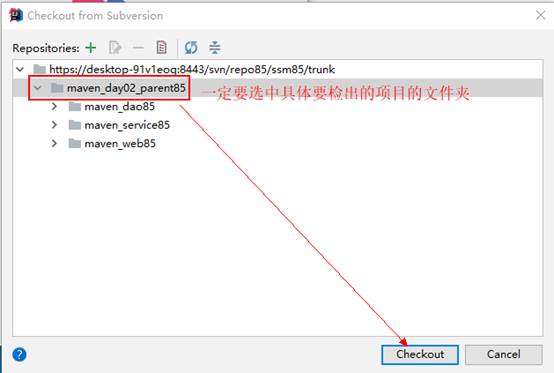 Checkout from Subversion
Repositories:
https://desktop-91v1eog:8443/svn/repo85/ssm85/trunk
maven_day02_parent85 一定要选中具体要检出的项目的文件夹
maven_dao85
maven_service85
maven_web85
? Checkout Cancel